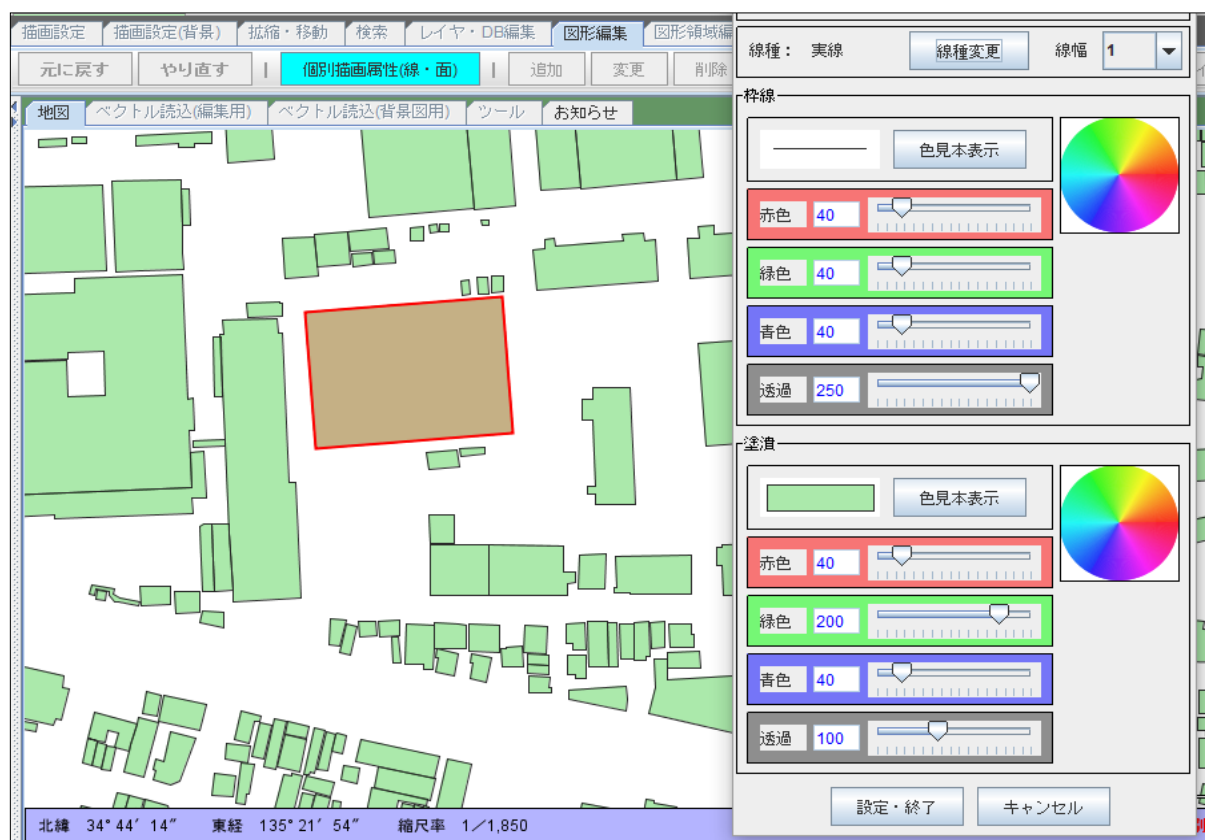 描画設定 描画設定(背景) 拡縮・移動 検索 レイヤ・DB編集 図形編集 図形領域編
元に戻す やり直す | 個別描画属性(線・面) | 追加 変更 削除
地図 ベクトル読込(編集用) ベクトル読込(背景図用) ツール お知らせ
線種： 実線 線種変更 線幅 1
枠線
色見本表示
赤色 40
緑色 40
青色 40
透過 250
塗潰
色見本表示
赤色 40
緑色 200
青色 40
透過 100
設定・終了 キャンセル
北緯 34°44′14″ 東経 135°21′54″ 縮尺率 1／1,850